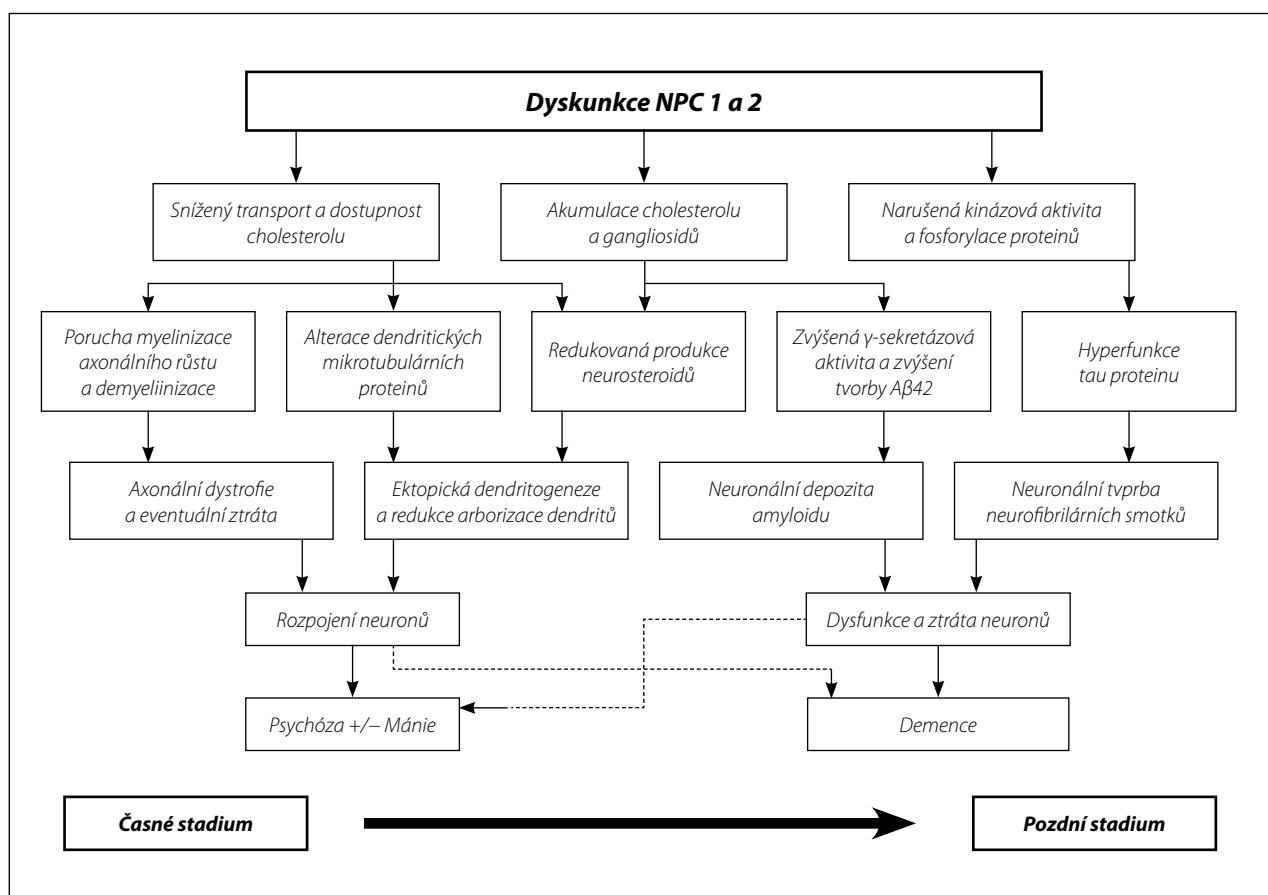 Dyskunkce NPC 1 a 2
Snížený transport a dostupnost
cholesterolu
Akumulace cholesterolu
a gangliosidů
Narušená kinázová aktivita
a fosforylace proteinů
Porucha myelinizace
axonálního růstu
a demyeliinizace
Alterace dendritických
mikrotubulárních
proteinů
Redukovaná produkce
neurosteroidů
Zvýšená γ-sekretázová
aktivita a zvýšení
tvorby Aβ42
Hyperfunkce
tau proteinu
Axonální dystrofie
a eventuální ztráta
Ektopická dendritogeneze
a redukce arborizace dendritů
Neuronální depozita
amyloidu
Neuronální tvprba
neurofibrilárních smotků
Rozpojení neuronů
Dysfunkce a ztráta neuronů
Psychóza +/– Mánie
Demence
Časné stadium
Pozdní stadium